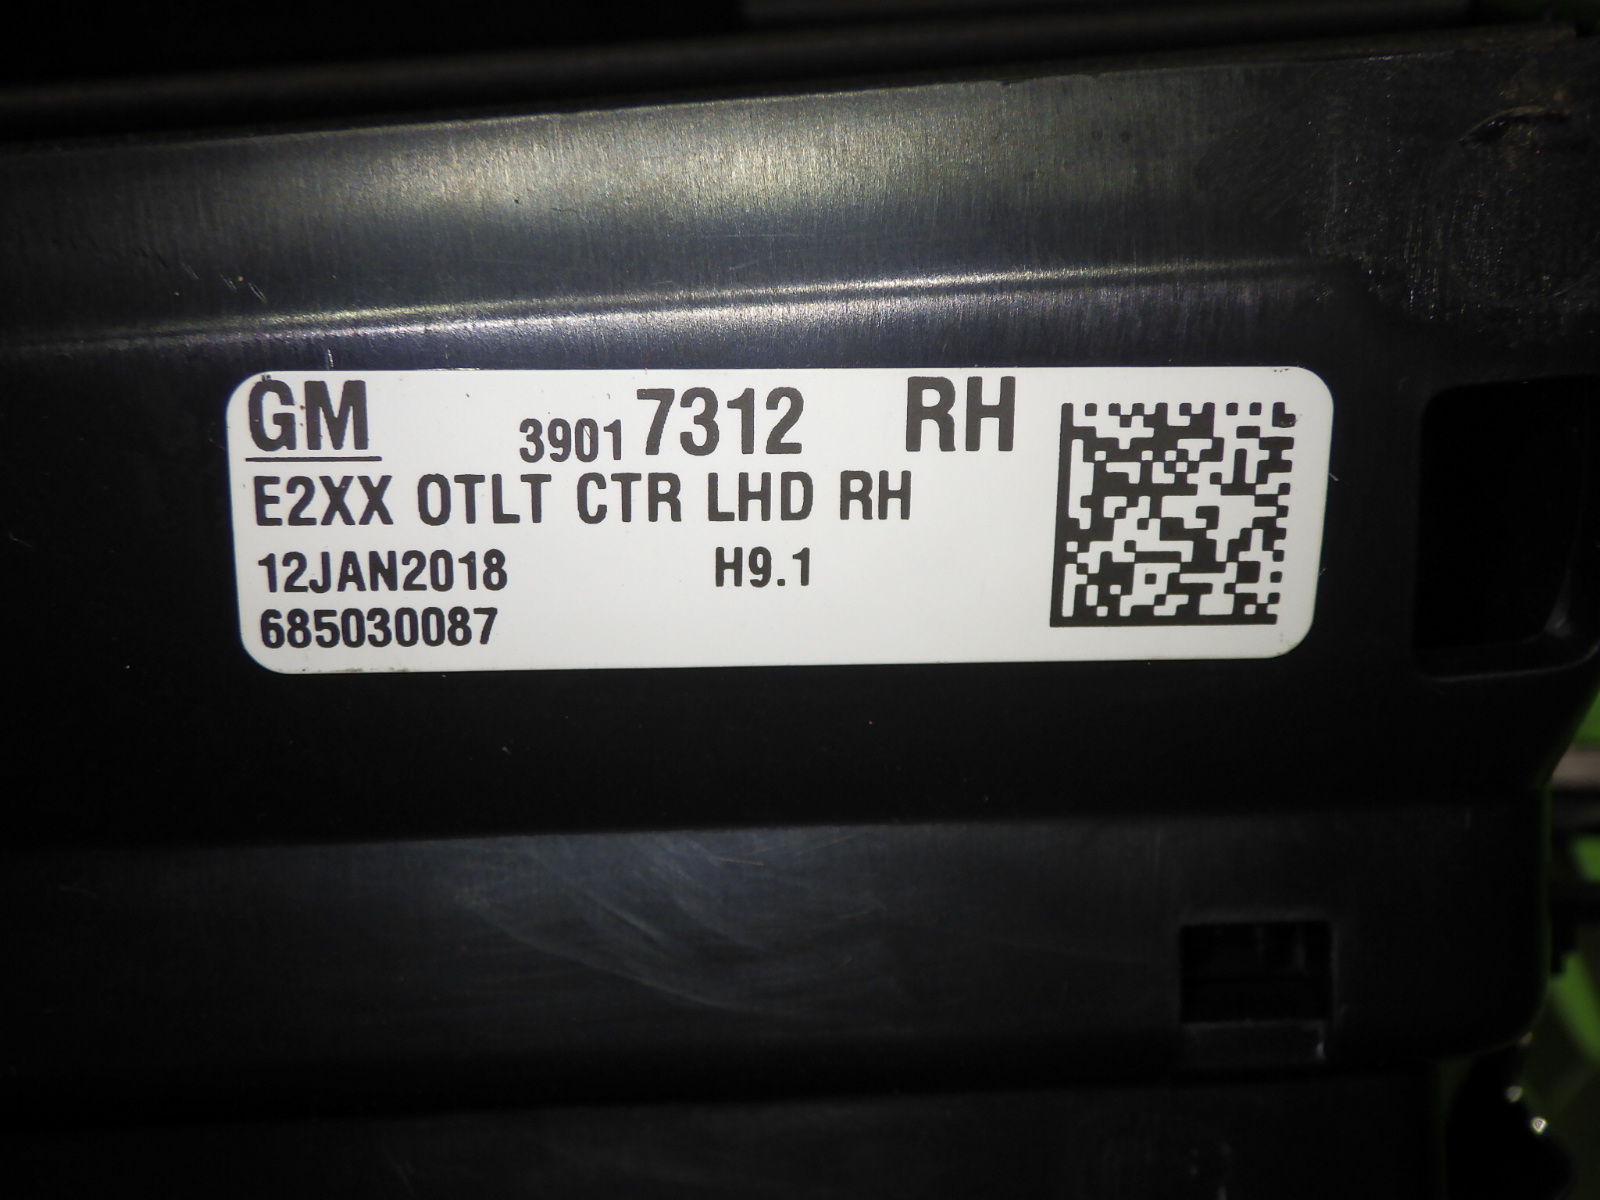 GM 39017312 RH
E2XX OTLT CTR LHD RH
12JAN2018 H9.1
685030087